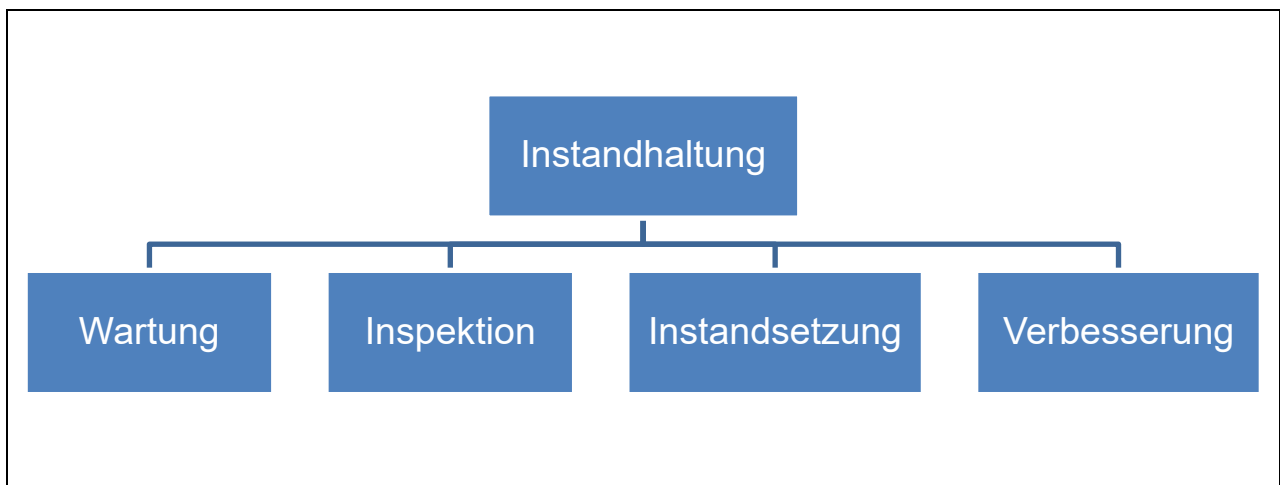 Instandhaltung
Wartung
Inspektion
Instandsetzung
Verbesserung